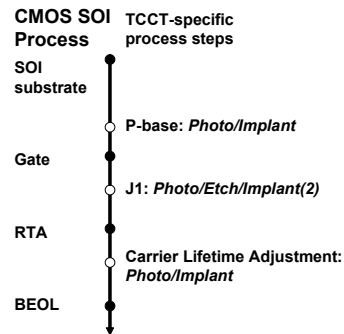 CMOS SOI
Process
TCCT-specific
process steps
SOI
substrate
P-base: Photo/Implant
Gate
J1: Photo/Etch/Implant(2)
RTA
Carrier Lifetime Adjustment:
Photo/Implant
BEOL